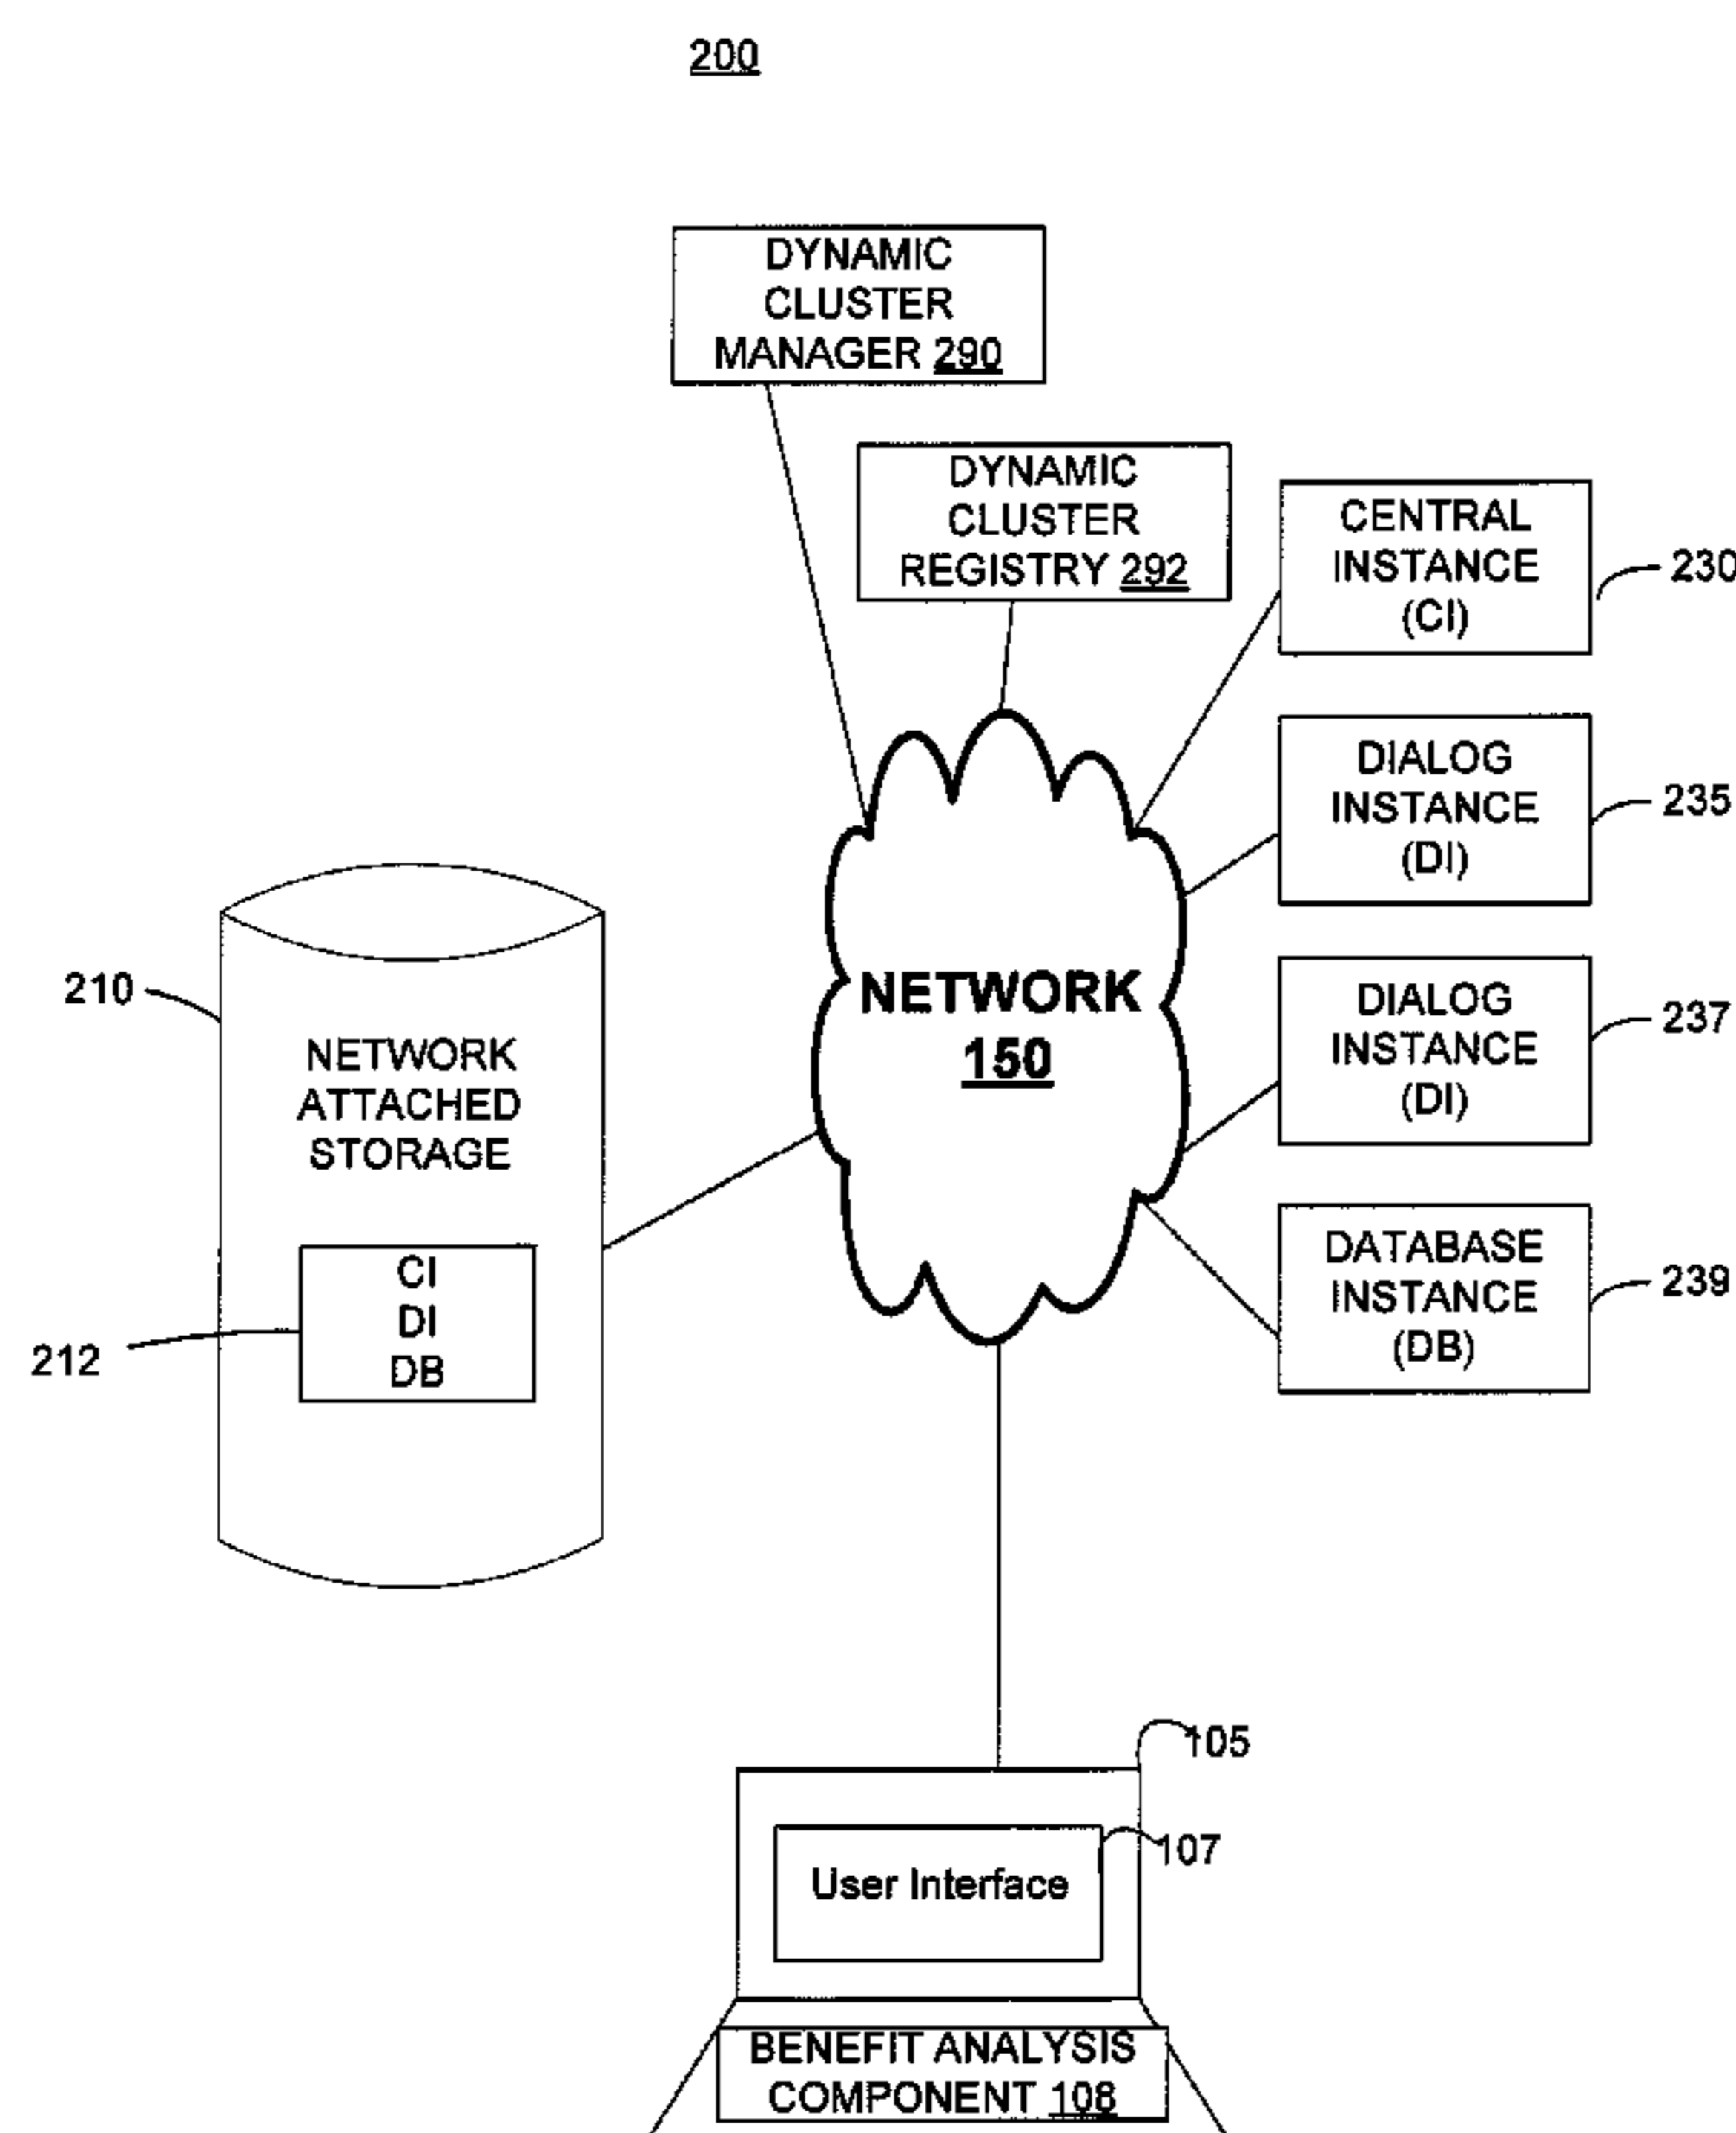 200
DYNAMIC
CLUSTER
MANAGER 290
DYNAMIC
CLUSTER
REGISTRY 292
CENTRAL
INSTANCE
(CI)
230
DIALOG
INSTANCE
(DI)
235
NETWORK
150
DIALOG
INSTANCE
(DI)
237
210
NETWORK
ATTACHED
STORAGE
DATABASE
INSTANCE
(DB)
239
CI
DI
DB
212
105
User Interface
107
BENEFIT ANALYSIS
COMPONENT 108